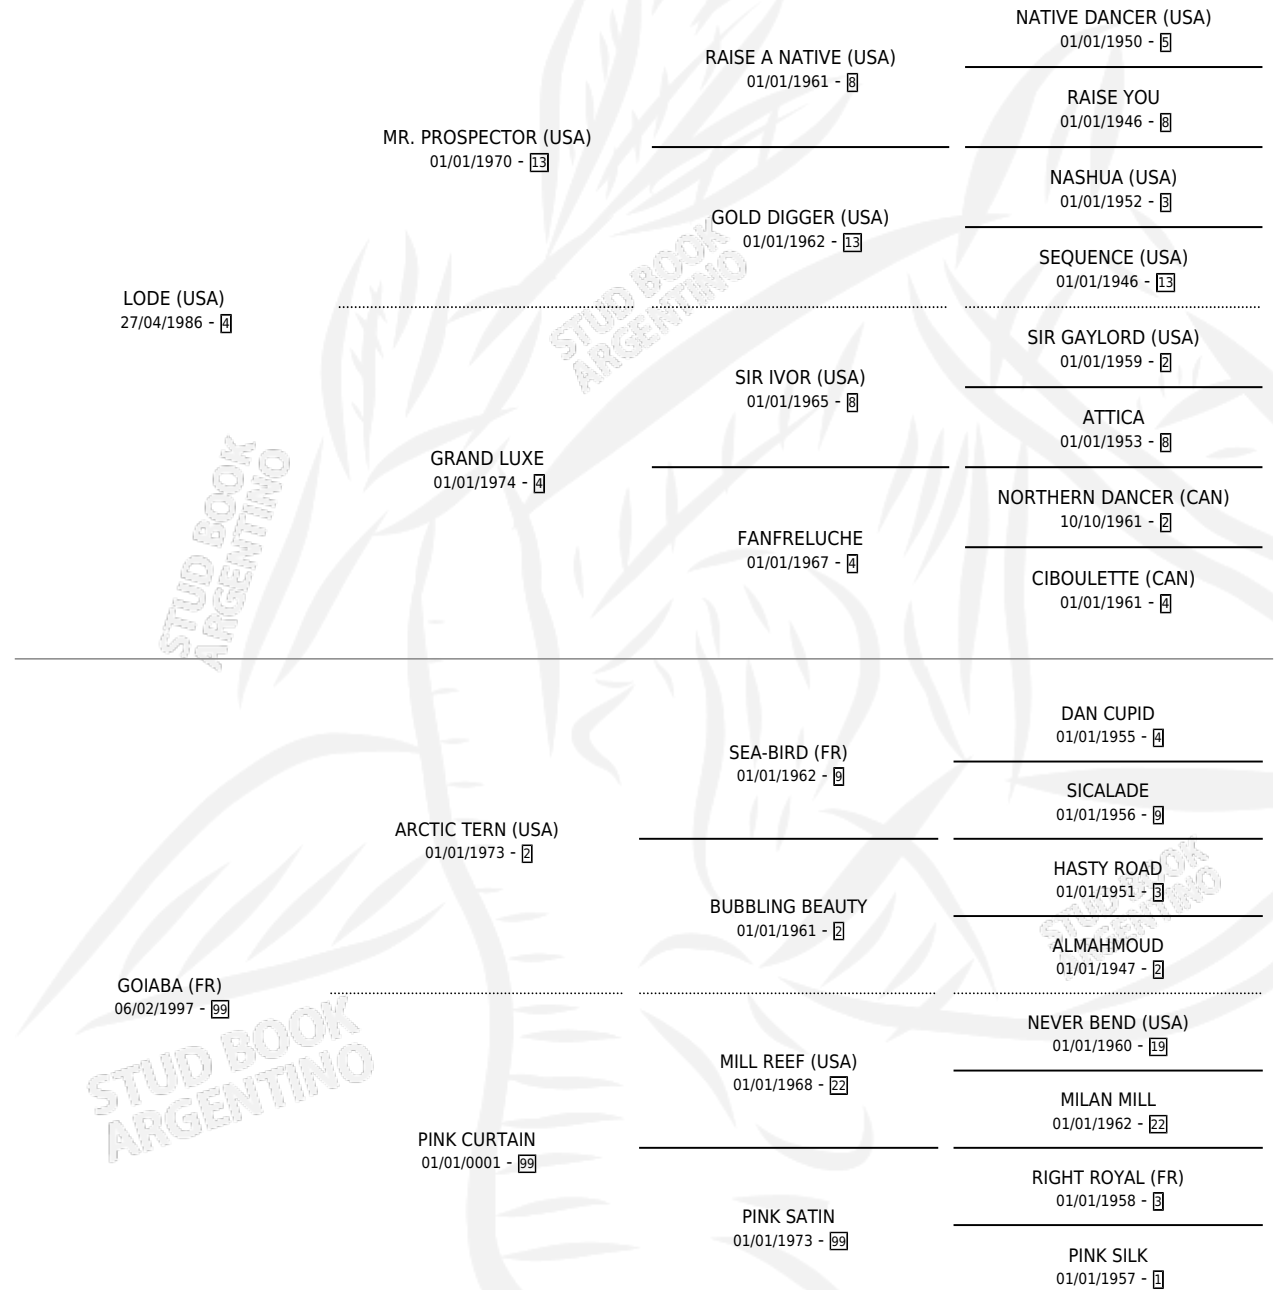 NATIVE DANCER (USA)
01/01/1950 - 5
RAISE A NATIVE (USA)
01/01/1961 - 8
RAISE YOU
01/01/1946 - 8
MR. PROSPECTOR (USA)
01/01/1970 - 13
NASHUA (USA)
01/01/1952 - 3
GOLD DIGGER (USA)
01/01/1962 - 13
SEQUENCE (USA)
01/01/1946 - 13
LODE (USA)
27/04/1986 - 4
STUD BOOK
ARGENTINO
SIR GAYLORD (USA)
01/01/1959 - 2
SIR IVOR (USA)
01/01/1965 - 8
ATTICA
01/01/1953 - 8
GRAND LUXE
01/01/1974 - 4
NORTHERN DANCER (CAN)
10/10/1961 - 2
FANFRELUCHE
01/01/1967 - 4
CIBOULETTE (CAN)
01/01/1961 - 4
STUD BOOK
ARGENTINO
DAN CUPID
01/01/1955 - 4
SEA-BIRD (FR)
01/01/1962 - 9
SICALADE
01/01/1956 - 9
ARCTIC TERN (USA)
01/01/1973 - 2
HASTY ROAD
01/01/1951 - 3
BUBBLING BEAUTY
01/01/1961 - 2
STUD BOOK
ARGENTINO
ALMAHMOUD
01/01/1947 - 2
GOIABA (FR)
06/02/1997 - 99
STUD BOOK
ARGENTINO
NEVER BEND (USA)
01/01/1960 - 19
MILL REEF (USA)
01/01/1968 - 22
MILAN MILL
01/01/1962 - 22
PINK CURTAIN
01/01/0001 - 99
RIGHT ROYAL (FR)
01/01/1958 - 3
PINK SATIN
01/01/1973 - 99
PINK SILK
01/01/1957 - 1